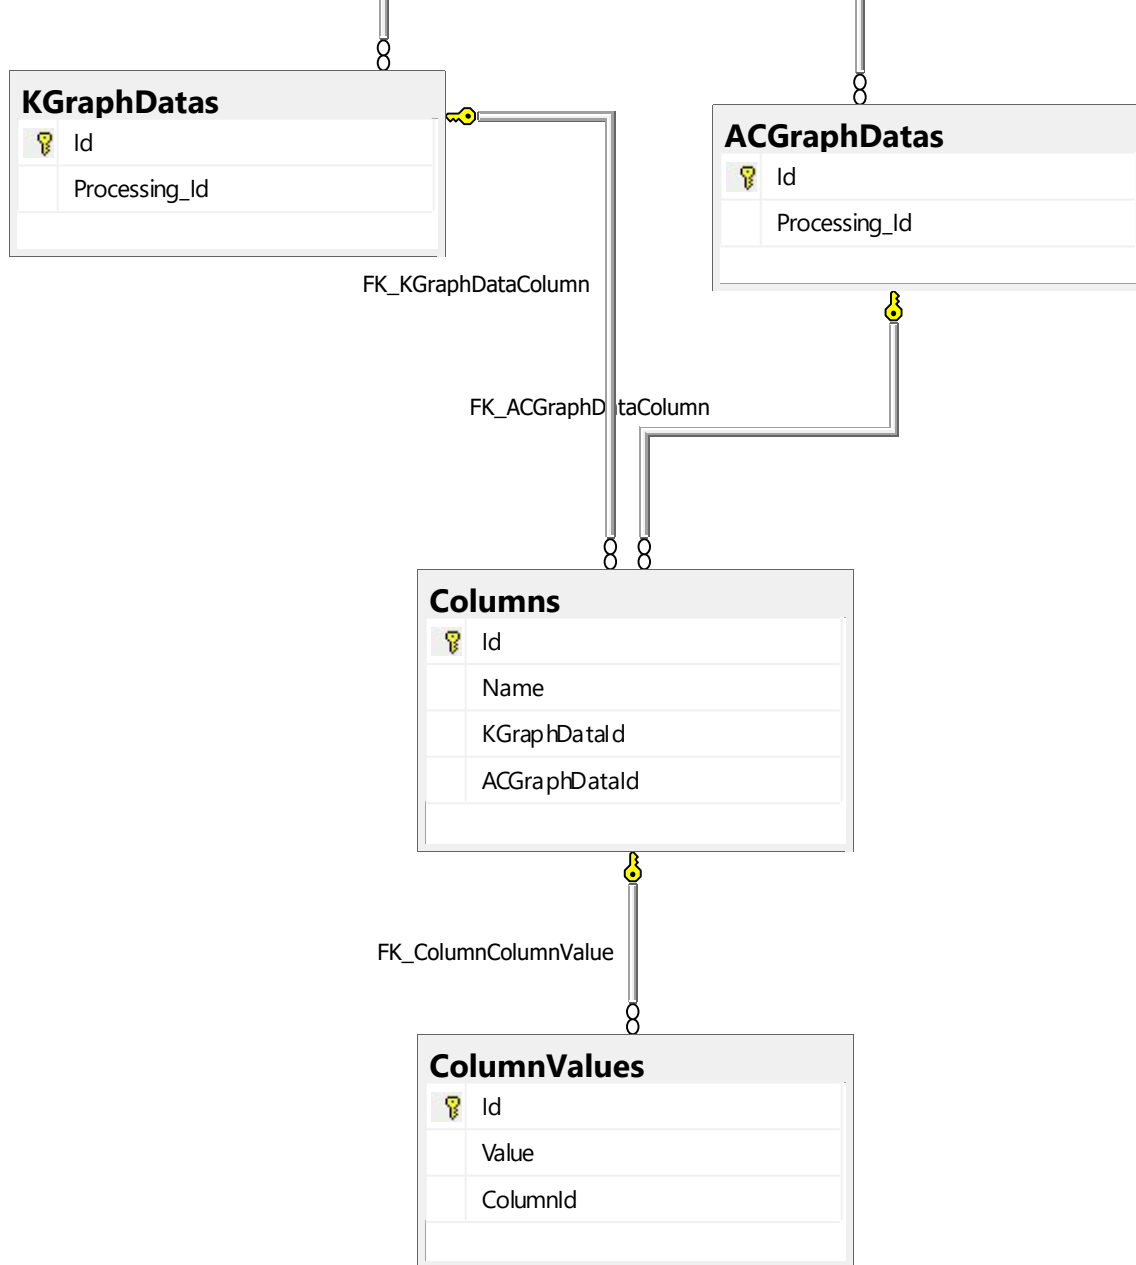 KGraphDatas
Id
Processing_Id
ACGraphDatas
Id
Processing_Id
FK_KGraphDataColumn
FK_ACGraphDataColumn
Columns
Id
Name
KGraphDataId
ACGraphDataId
FK_ColumnColumnValue
ColumnValues
Id
Value
ColumnId